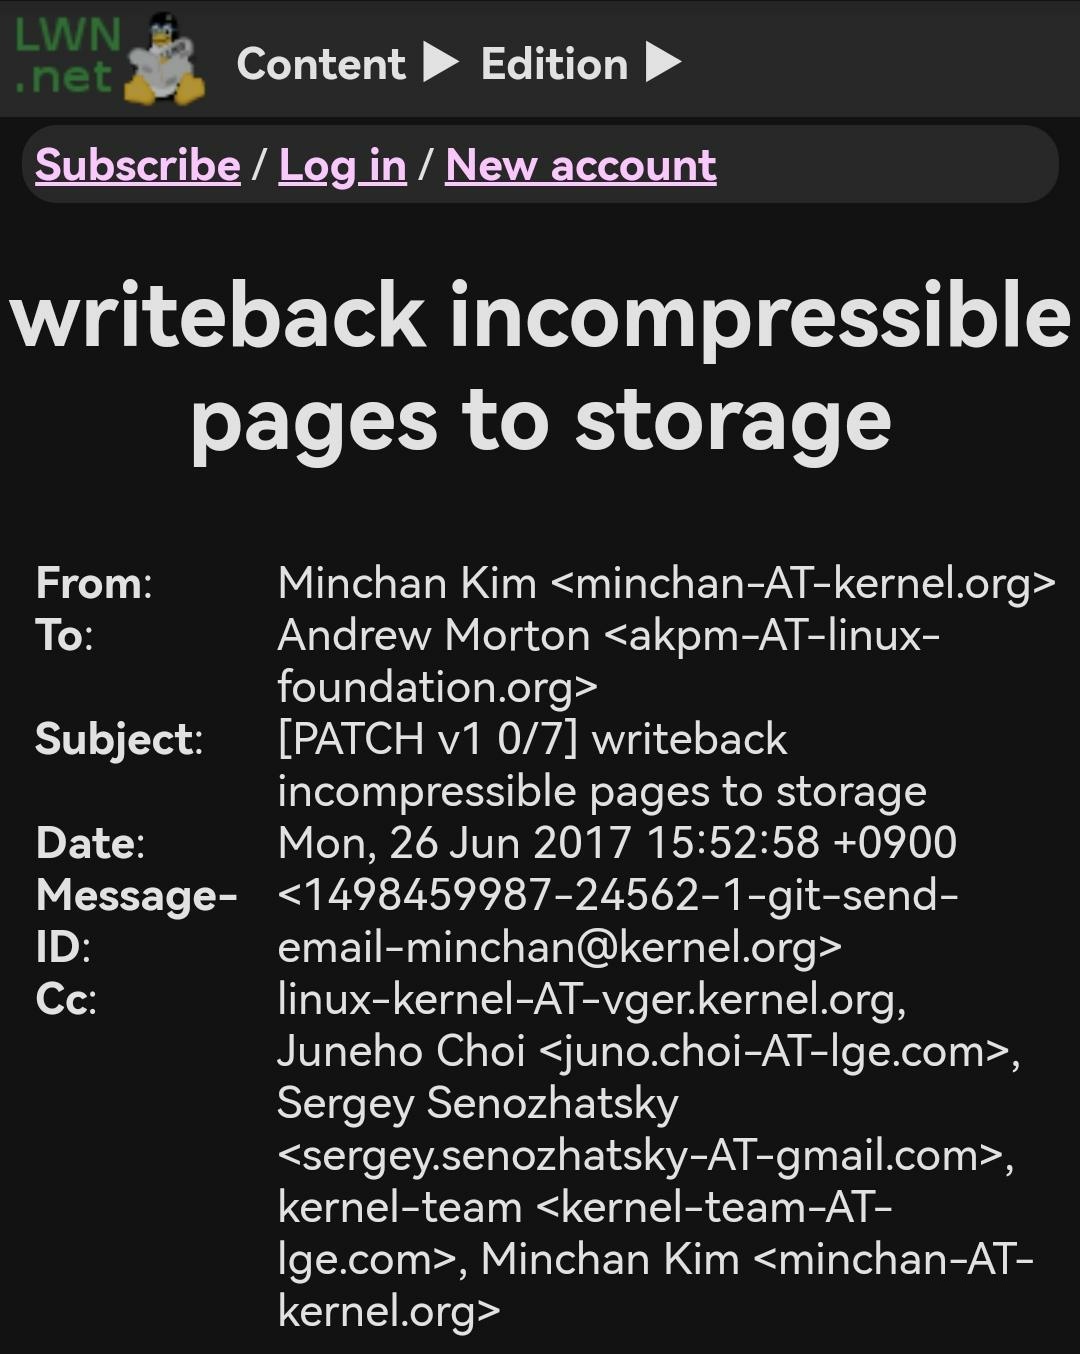 LWN
.net
Content ▶ Edition ▶
Subscribe / Log in / New account
writeback incompressible
pages to storage
From: Minchan Kim <minchan-AT-kernel.org>
To: Andrew Morton <akpm-AT-linux-
foundation.org>
Subject: [PATCH v1 0/7] writeback
incompressible pages to storage
Date: Mon, 26 Jun 2017 15:52:58 +0900
Message- <1498459987-24562-1-git-send-
ID: email-minchan@kernel.org>
Cc: linux-kernel-AT-vger.kernel.org,
Juneho Choi <juno.choi-AT-lge.com>,
Sergey Senozhatsky
<sergey.senozhatsky-AT-gmail.com>,
kernel-team <kernel-team-AT-
lge.com>, Minchan Kim <minchan-AT-
kernel.org>